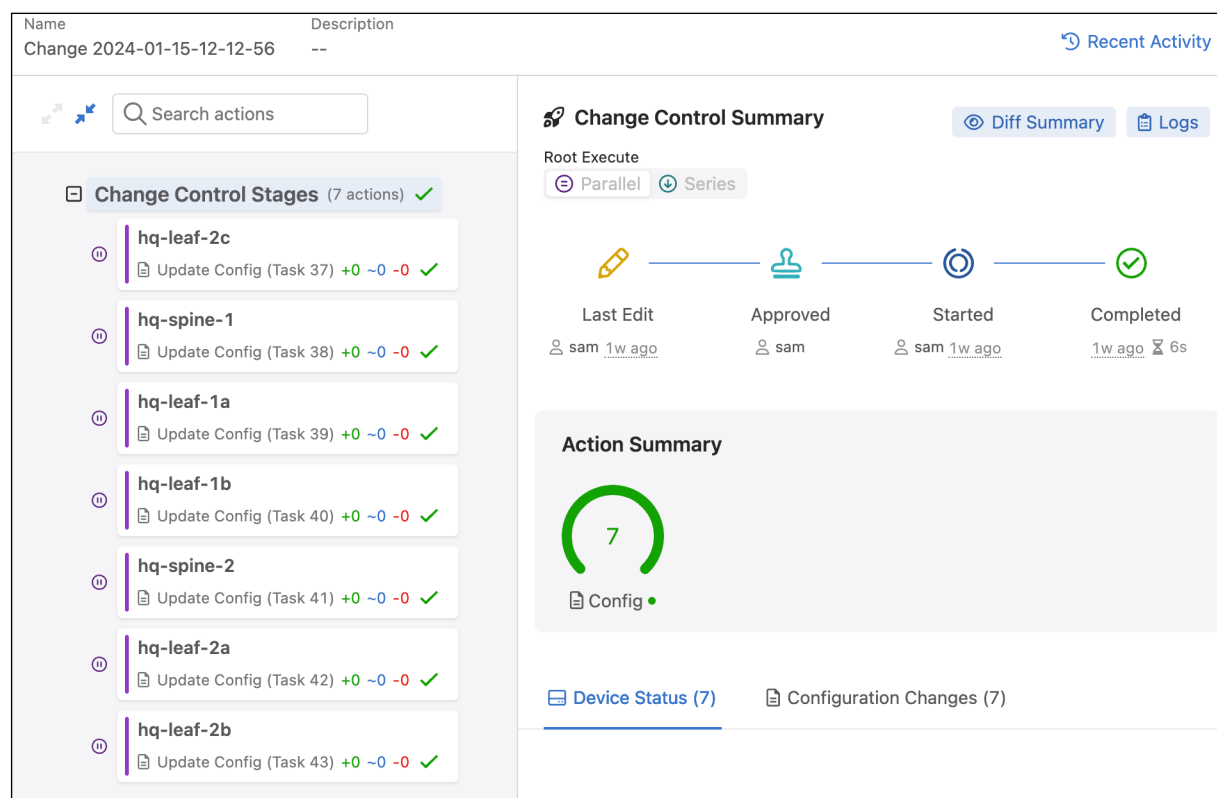 Name
Description
Change 2024-01-15-12-12-56
--
Recent Activity
Search actions
Change Control Stages (7 actions)
hq-leaf-2c
Update Config (Task 37) +0 ~0 -0
hq-spine-1
Update Config (Task 38) +0 ~0 -0
hq-leaf-1a
Update Config (Task 39) +0 ~0 -0
hq-leaf-1b
Update Config (Task 40) +0 ~0 -0
hq-spine-2
Update Config (Task 41) +0 ~0 -0
hq-leaf-2a
Update Config (Task 42) +0 ~0 -0
hq-leaf-2b
Update Config (Task 43) +0 ~0 -0
Change Control Summary
Diff Summary
Logs
Root Execute
Parallel
Series
Last Edit
Approved
Started
Completed
sam 1w ago
sam
sam 1w ago
1w ago 6s
Action Summary
7
Config
Device Status (7)
Configuration Changes (7)